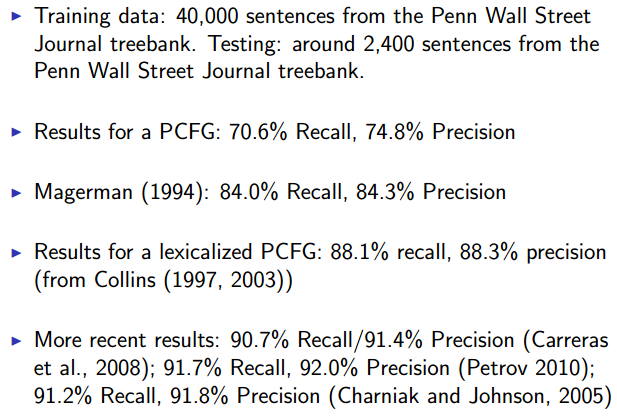 ▶ Training data: 40,000 sentences from the Penn Wall Street
Journal treebank. Testing: around 2,400 sentences from the
Penn Wall Street Journal treebank.
▶ Results for a PCFG: 70.6% Recall, 74.8% Precision
▶ Magerman (1994): 84.0% Recall, 84.3% Precision
▶ Results for a lexicalized PCFG: 88.1% recall, 88.3% precision
(from Collins (1997, 2003))
▶ More recent results: 90.7% Recall/91.4% Precision (Carreras
et al., 2008); 91.7% Recall, 92.0% Precision (Petrov 2010);
91.2% Recall, 91.8% Precision (Charniak and Johnson, 2005)